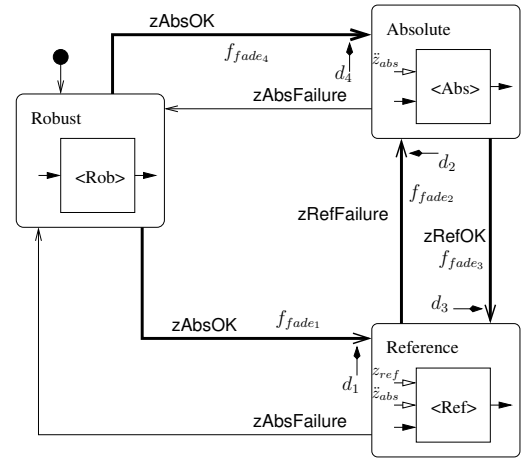 zAbsOK
f_{fade_4}
d_4
Absolute
z̈_{abs}
<Abs>
zAbsFailure
Robust
<Rob>
d_2
zRefFailure
f_{fade_2}
zRefOK
f_{fade_3}
zAbsOK
f_{fade_1}
d_3
d_1
Reference
z_{ref}
z̈_{abs}
<Ref>
zAbsFailure